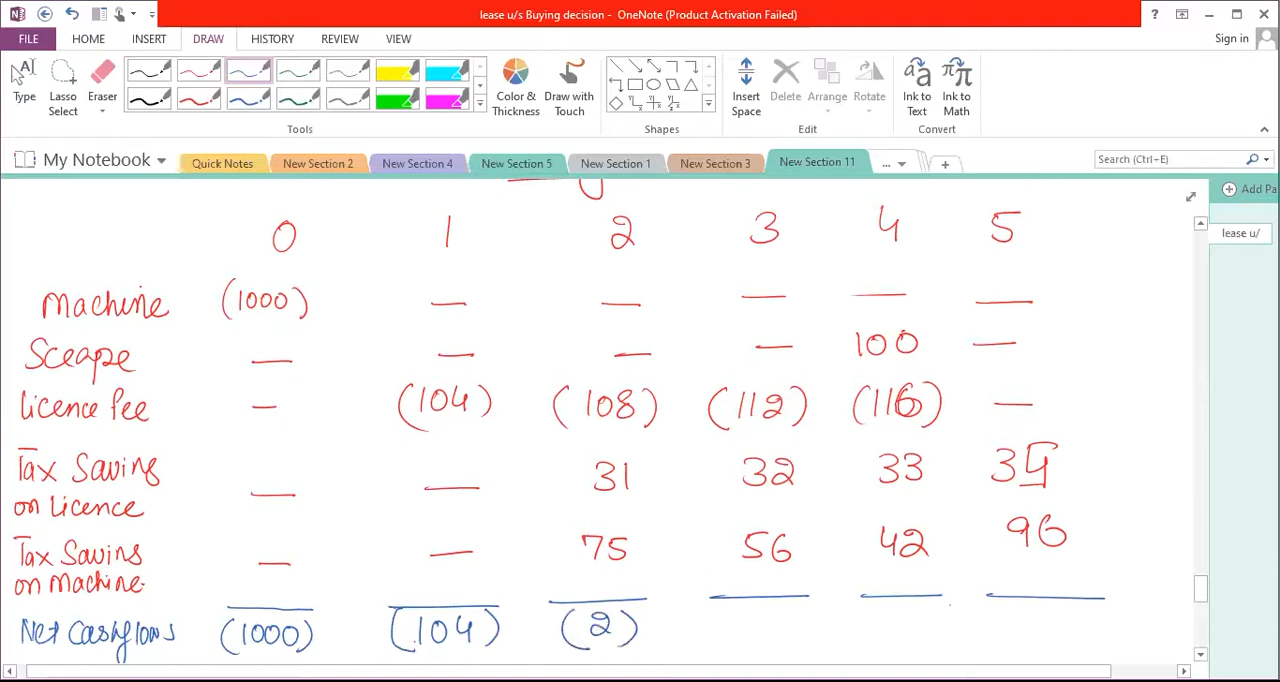 lease u/s Buying decision - OneNote (Product Activation Failed)
?
FILE HOME INSERT DRAW HISTORY REVIEW VIEW
Sign in
Type
Lasso Select
Eraser
Color & Thickness
Draw with Touch
Insert Space
Delete
Arrange
Rotate
Ink to Text
Ink to Math
Tools
Shapes
Edit
Convert
My Notebook Quick Notes New Section 2 New Section 4 New Section 5 New Section 1 New Section 3 New Section 11 ... +
Search (Ctrl+E)
Add Pa
lease u/
0 1 2 3 4 5
Machine (1000) — — — — —
Sceape — — — — 100 —
Licence fee - (104) (108) (112) (116) —
Tax Saving on Licence — — 31 32 33 34
Tax Savins on Machine — — 75 56 42 96
Net Cashflows (1000) (104) (2)